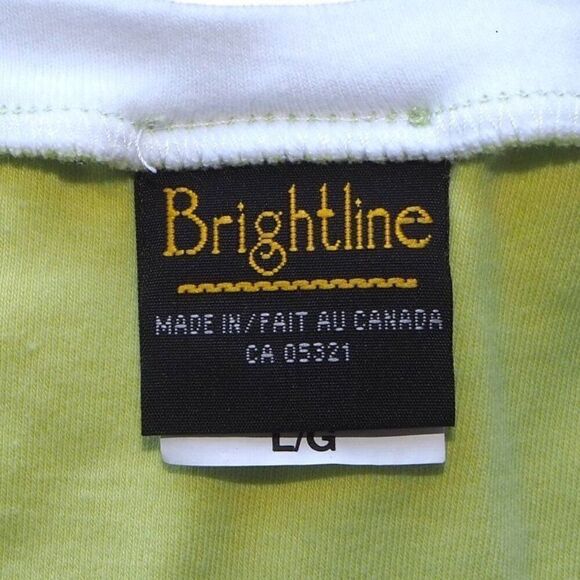 Brightline
MADE IN/FAIT AU CANADA
CA 05321
L/G